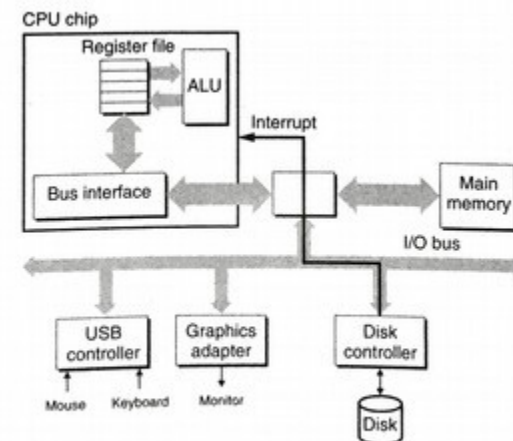 CPU chip
Register file
ALU
Interrupt
Bus interface
Main
memory
I/O bus
USB
controller
Graphics
adapter
Disk
controller
Mouse
Keyboard
Monitor
Disk